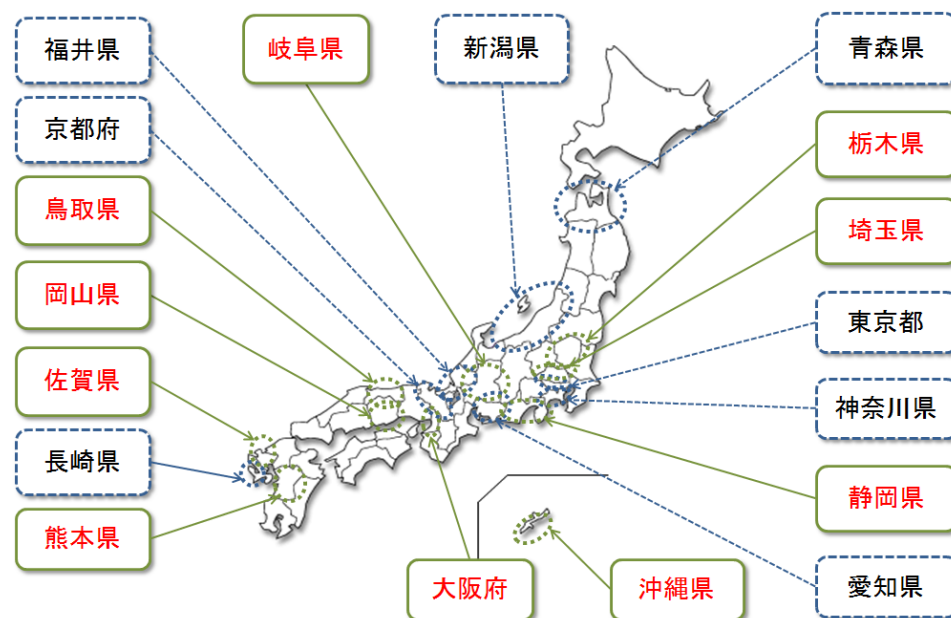 福井県
岐阜県
新潟県
青森県
京都府
栃木県
鳥取県
埼玉県
岡山県
東京都
佐賀県
神奈川県
長崎県
静岡県
熊本県
大阪府
沖縄県
愛知県